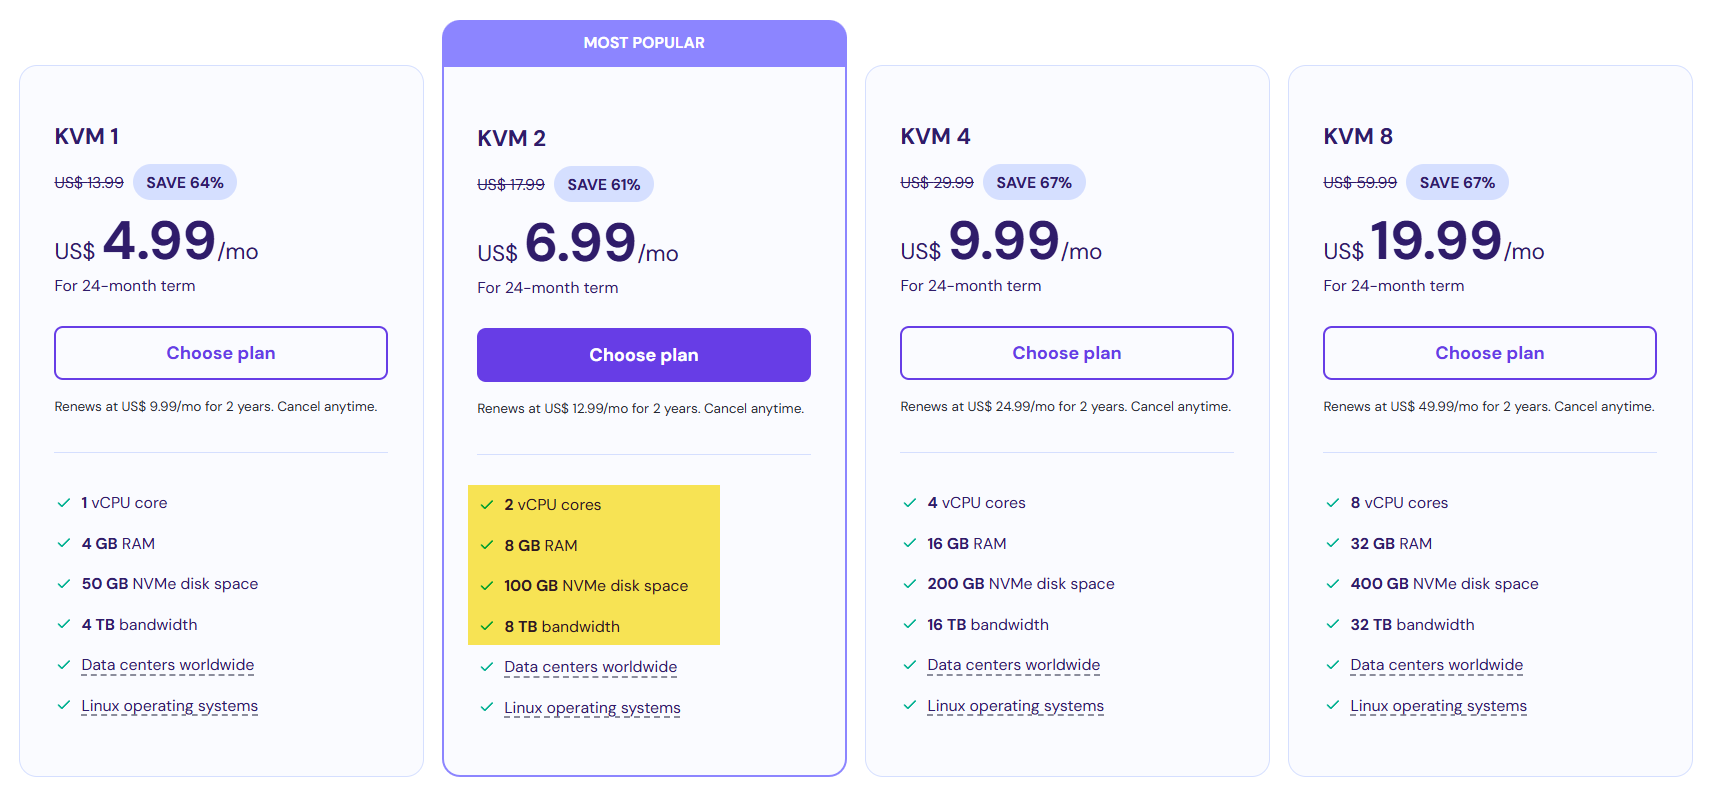 MOST POPULAR
KVM 1
US$ 13.99 SAVE 64%
US$ 4.99/mo
For 24-month term
Choose plan
Renews at US$ 9.99/mo for 2 years. Cancel anytime.
1 vCPU core
4 GB RAM
50 GB NVMe disk space
4 TB bandwidth
Data centers worldwide
Linux operating systems
KVM 2
US$ 17.99 SAVE 61%
US$ 6.99/mo
For 24-month term
Choose plan
Renews at US$ 12.99/mo for 2 years. Cancel anytime.
2 vCPU cores
8 GB RAM
100 GB NVMe disk space
8 TB bandwidth
Data centers worldwide
Linux operating systems
KVM 4
US$ 29.99 SAVE 67%
US$ 9.99/mo
For 24-month term
Choose plan
Renews at US$ 24.99/mo for 2 years. Cancel anytime.
4 vCPU cores
16 GB RAM
200 GB NVMe disk space
16 TB bandwidth
Data centers worldwide
Linux operating systems
KVM 8
US$ 59.99 SAVE 67%
US$ 19.99/mo
For 24-month term
Choose plan
Renews at US$ 49.99/mo for 2 years. Cancel anytime.
8 vCPU cores
32 GB RAM
400 GB NVMe disk space
32 TB bandwidth
Data centers worldwide
Linux operating systems